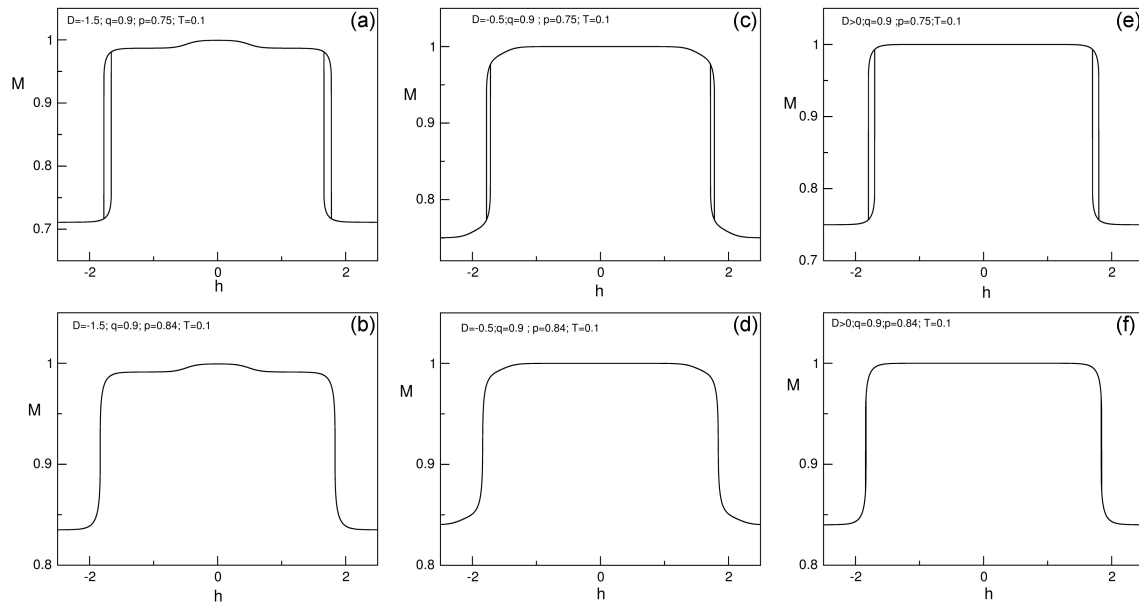 D=-1.5; q=0.9; p=0.75; T=0.1
(a)
1
M
0.9
0.8
0.7
-2
0
2
h
D=-0.5;q=0.9 ; p=0.75; T=0.1
(c)
1
M
0.9
0.8
-2
0
2
h
D>0;q=0.9 ;p=0.75;T=0.1
(e)
1
M
0.9
0.8
0.7
-2
0
2
h
D=-1.5; q=0.9; p=0.84; T=0.1
(b)
1
M
0.9
0.8
-2
0
2
h
D=-0.5;q=0.9 ; p=0.84; T=0.1
(d)
1
M
0.9
0.8
-2
0
2
h
D>0;q=0.9;p=0.84; T=0.1
(f)
1
M
0.9
0.8
-2
0
2
h